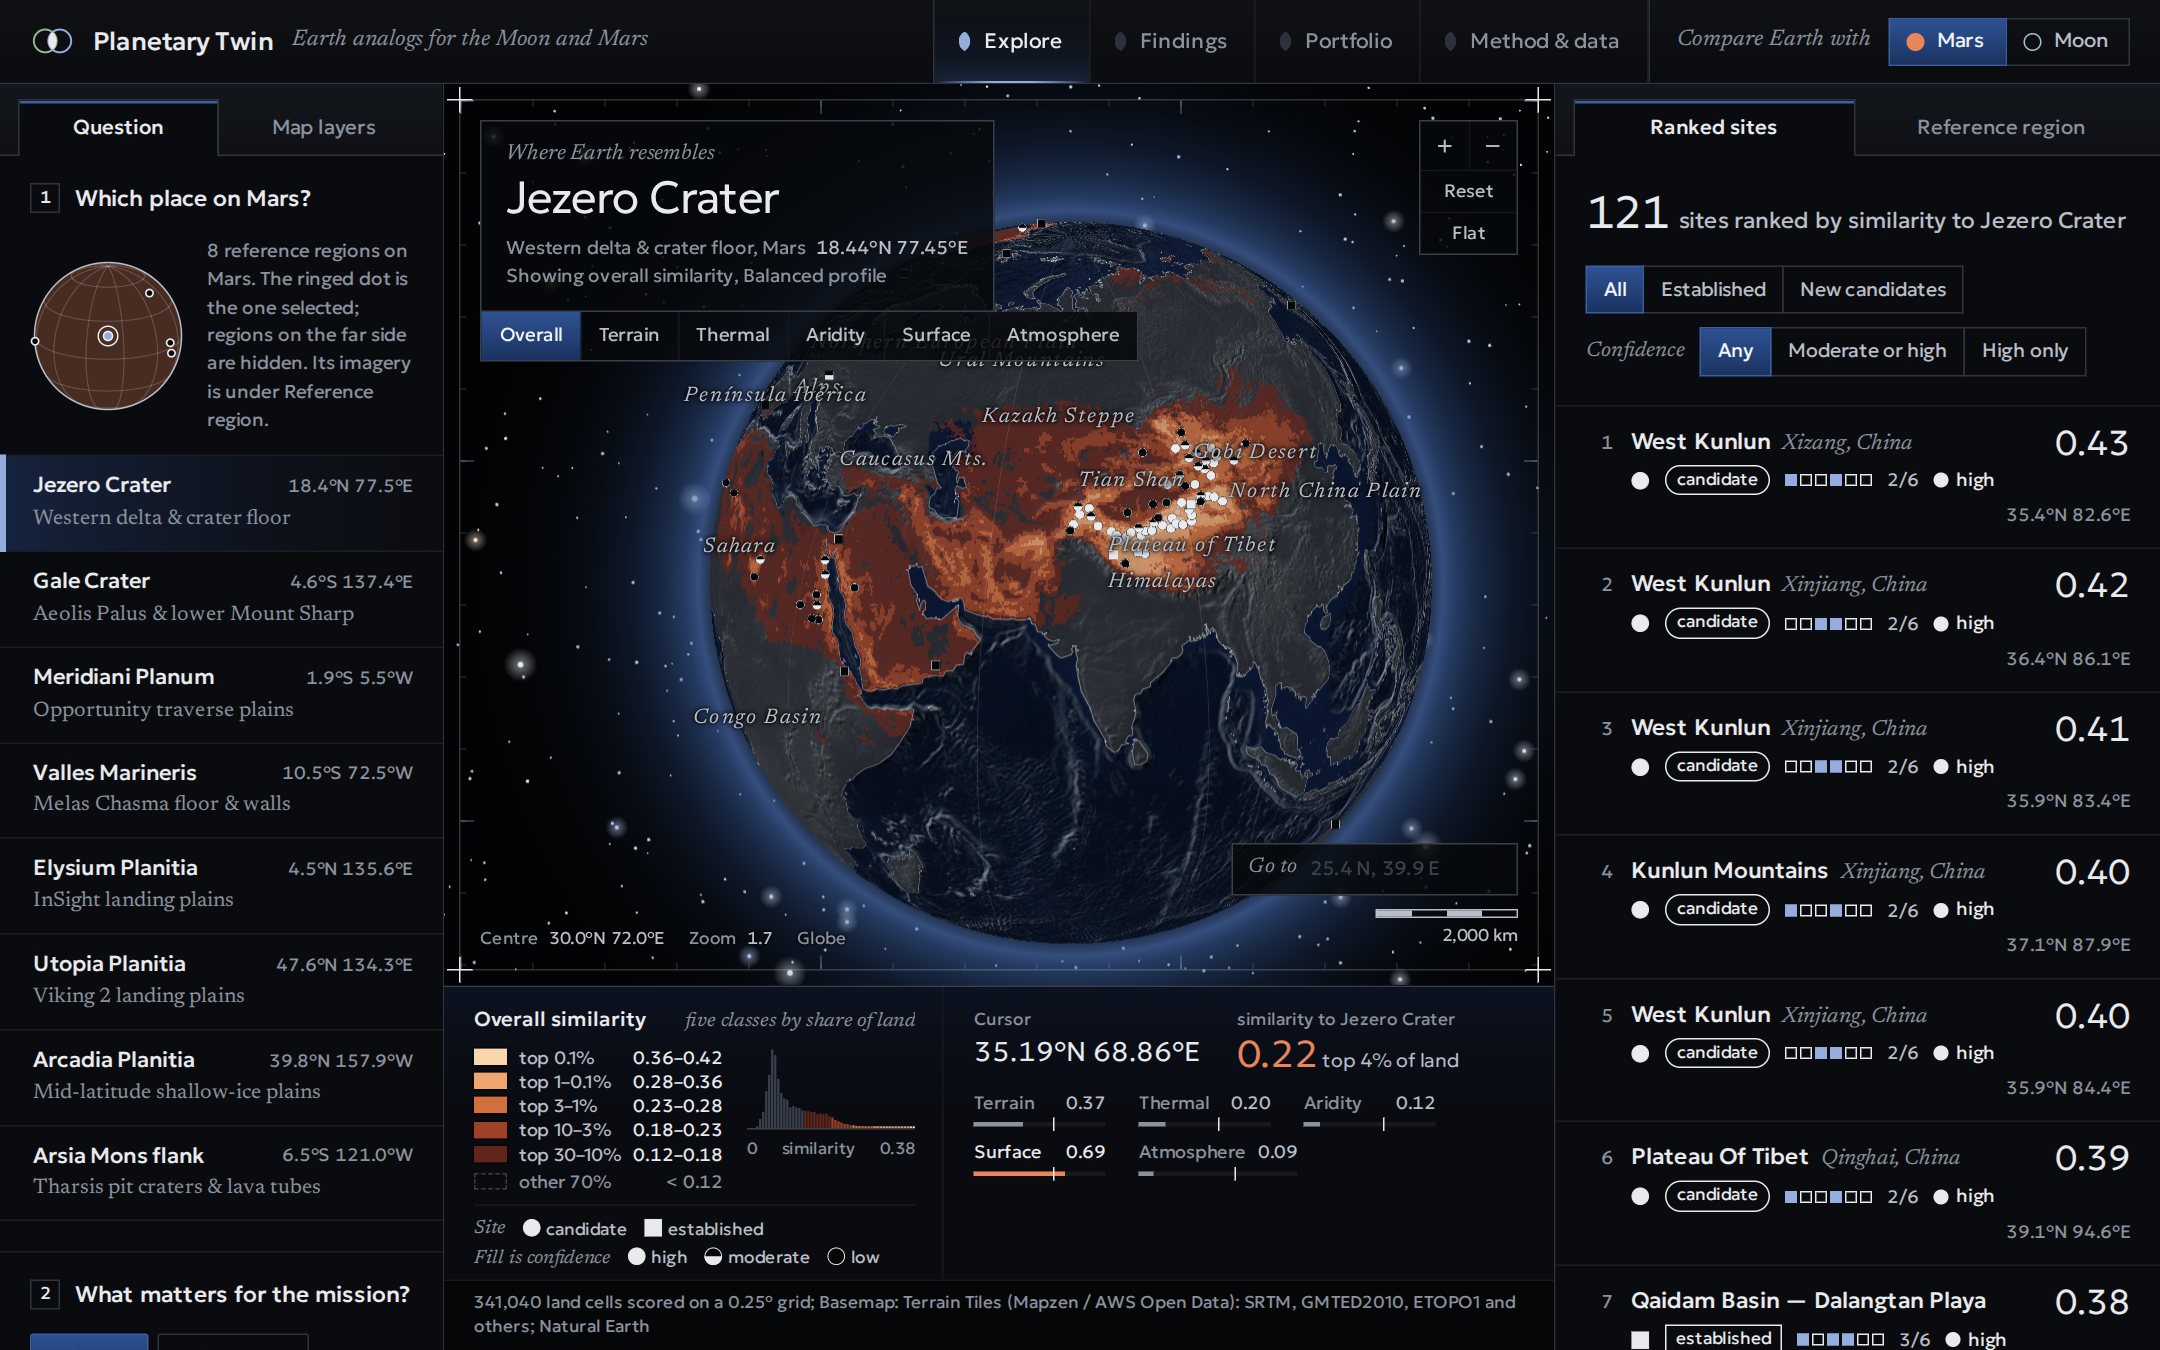 Planetary Twin Earth analogs for the Moon and Mars
Explore Findings Portfolio Method & data Compare Earth with Mars Moon
Question Map layers
1 Which place on Mars?
8 reference regions on
Mars. The ringed dot is
the one selected;
regions on the far side
are hidden. Its imagery
is under Reference
region.
Jezero Crater 18.4°N 77.5°E
Western delta & crater floor
Gale Crater 4.6°S 137.4°E
Aeolis Palus & lower Mount Sharp
Meridiani Planum 1.9°S 5.5°W
Opportunity traverse plains
Valles Marineris 10.5°S 72.5°W
Melas Chasma floor & walls
Elysium Planitia 4.5°N 135.6°E
InSight landing plains
Utopia Planitia 47.6°N 134.3°E
Viking 2 landing plains
Arcadia Planitia 39.8°N 157.9°W
Mid-latitude shallow-ice plains
Arsia Mons flank 6.5°S 121.0°W
Tharsis pit craters & lava tubes
2 What matters for the mission?
Where Earth resembles
Jezero Crater
Western delta & crater floor, Mars 18.44°N 77.45°E
Showing overall similarity, Balanced profile
Overall Terrain Thermal Aridity Surface Atmosphere
+ −
Reset
Flat
Northern European Plain
Ural Mountains
Alps
Península Ibérica
Kazakh Steppe
Caucasus Mts.
Gobi Desert
Tian Shan
North China Plain
Sahara
Plateau of Tibet
Himalayas
Congo Basin
Go to 25.4 N, 39.9 E
Centre 30.0°N 72.0°E Zoom 1.7 Globe
2,000 km
Overall similarity five classes by share of land
top 0.1% 0.36–0.42
top 1–0.1% 0.28–0.36
top 3–1% 0.23–0.28
top 10–3% 0.18–0.23
top 30–10% 0.12–0.18
other 70% < 0.12
0 similarity 0.38
Site candidate established
Fill is confidence high moderate low
Cursor
35.19°N 68.86°E
similarity to Jezero Crater
0.22 top 4% of land
Terrain 0.37 Thermal 0.20 Aridity 0.12
Surface 0.69 Atmosphere 0.09
341,040 land cells scored on a 0.25° grid; Basemap: Terrain Tiles (Mapzen / AWS Open Data): SRTM, GMTED2010, ETOPO1 and
others; Natural Earth
Ranked sites Reference region
121 sites ranked by similarity to Jezero Crater
All Established New candidates
Confidence Any Moderate or high High only
1 West Kunlun Xizang, China 0.43
candidate 2/6 high
35.4°N 82.6°E
2 West Kunlun Xinjiang, China 0.42
candidate 2/6 high
36.4°N 86.1°E
3 West Kunlun Xinjiang, China 0.41
candidate 2/6 high
35.9°N 83.4°E
4 Kunlun Mountains Xinjiang, China 0.40
candidate 2/6 high
37.1°N 87.9°E
5 West Kunlun Xinjiang, China 0.40
candidate 2/6 high
35.9°N 84.4°E
6 Plateau Of Tibet Qinghai, China 0.39
candidate 2/6 high
39.1°N 94.6°E
7 Qaidam Basin — Dalangtan Playa 0.38
established 3/6 high